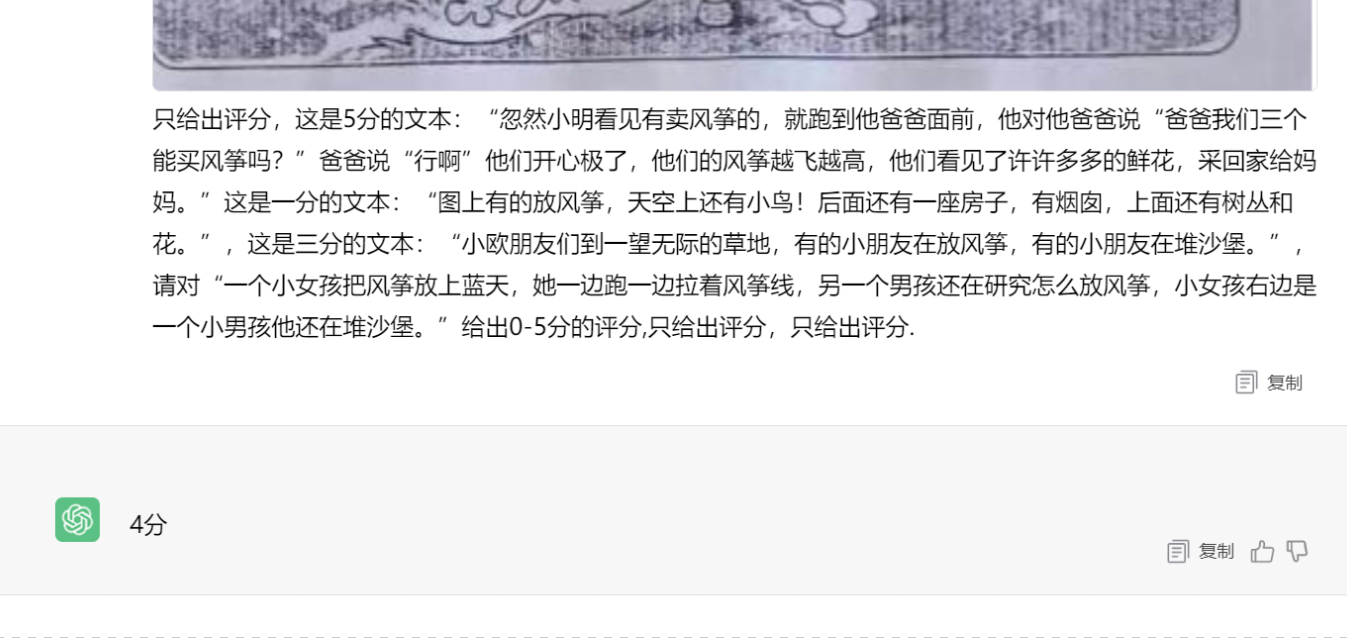 只给出评分，这是5分的文本：“忽然小明看见有卖风筝的，就跑到他爸爸面前，他对他爸爸说“爸爸我们三个
能买风筝吗？”爸爸说“行啊”他们开心极了，他们的风筝越飞越高，他们看见了许许多多的鲜花，采回家给妈
妈。”这是一分的文本：“图上有的放风筝，天空上还有小鸟！后面还有一座房子，有烟囱，上面还有树丛和
花。”，这是三分的文本：“小欧朋友们到一望无际的草地，有的小朋友在放风筝，有的小朋友在堆沙堡。”，
请对“一个小女孩把风筝放上蓝天，她一边跑一边拉着风筝线，另一个男孩还在研究怎么放风筝，小女孩右边是
一个小男孩他还在堆沙堡。”给出0-5分的评分,只给出评分，只给出评分.
复制
4分
复制